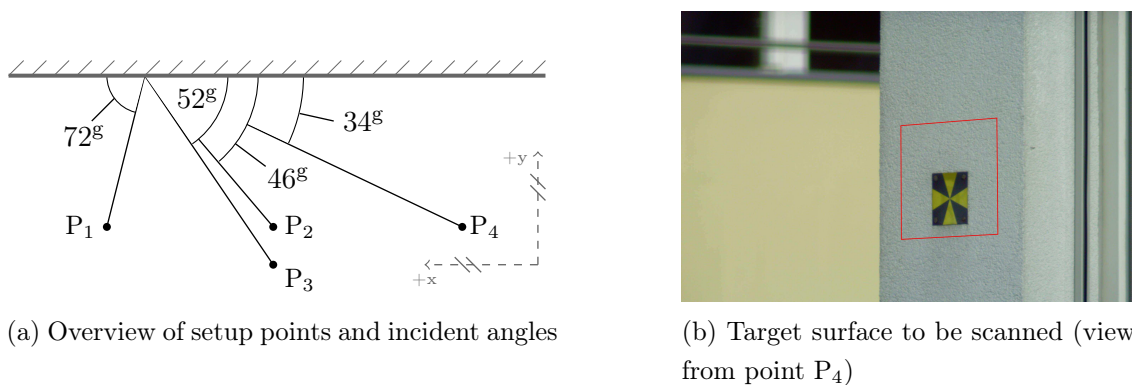 52ᵍ
34ᵍ
72ᵍ
46ᵍ
+y
P₁
P₂
P₄
+x
P₃
(a) Overview of setup points and incident angles
(b) Target surface to be scanned (view
from point P₄)